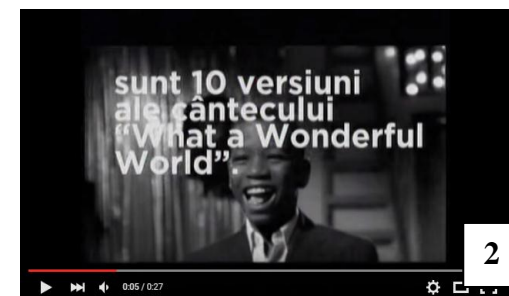 sunt 10 versiuni
ale cântecului
“What a Wonderful
World”.
0:05 / 0:27
2